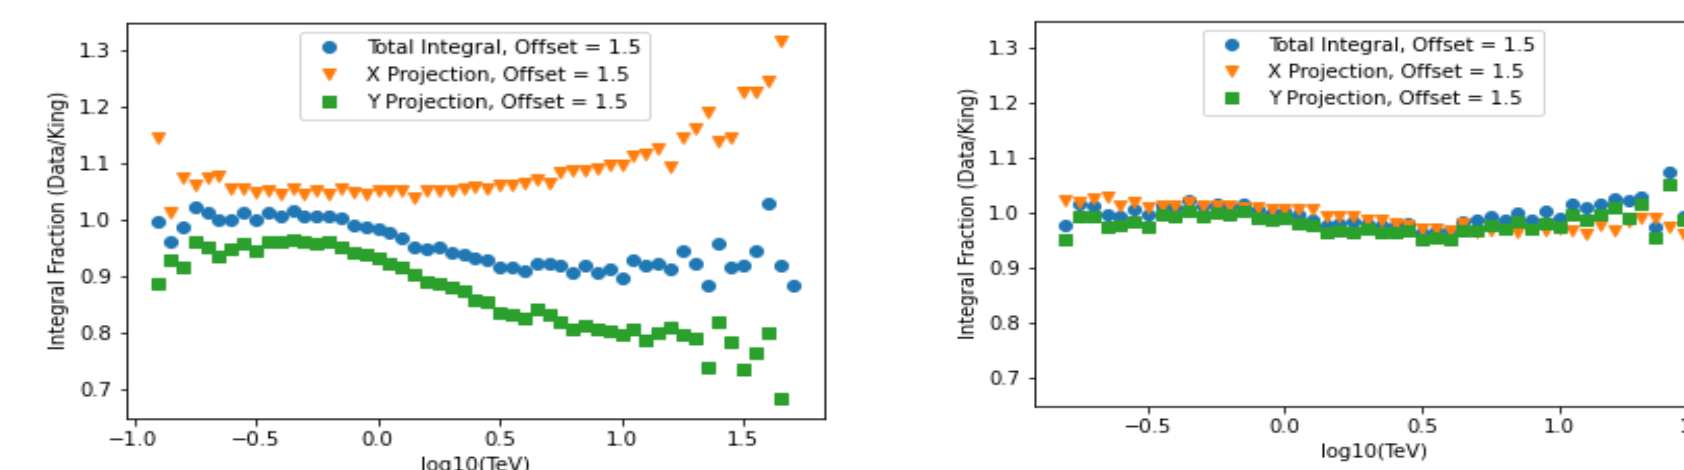 Total Integral, Offset = 1.5
X Projection, Offset = 1.5
Y Projection, Offset = 1.5
Integral Fraction (Data/King)
1.3
1.2
1.1
1.0
0.9
0.8
0.7
−1.0 −0.5 0.0 0.5 1.0 1.5
log10(TeV)
Total Integral, Offset = 1.5
X Projection, Offset = 1.5
Y Projection, Offset = 1.5
Integral Fraction (Data/King)
1.3
1.2
1.1
1.0
0.9
0.8
0.7
−0.5 0.0 0.5 1.0
log10(TeV)